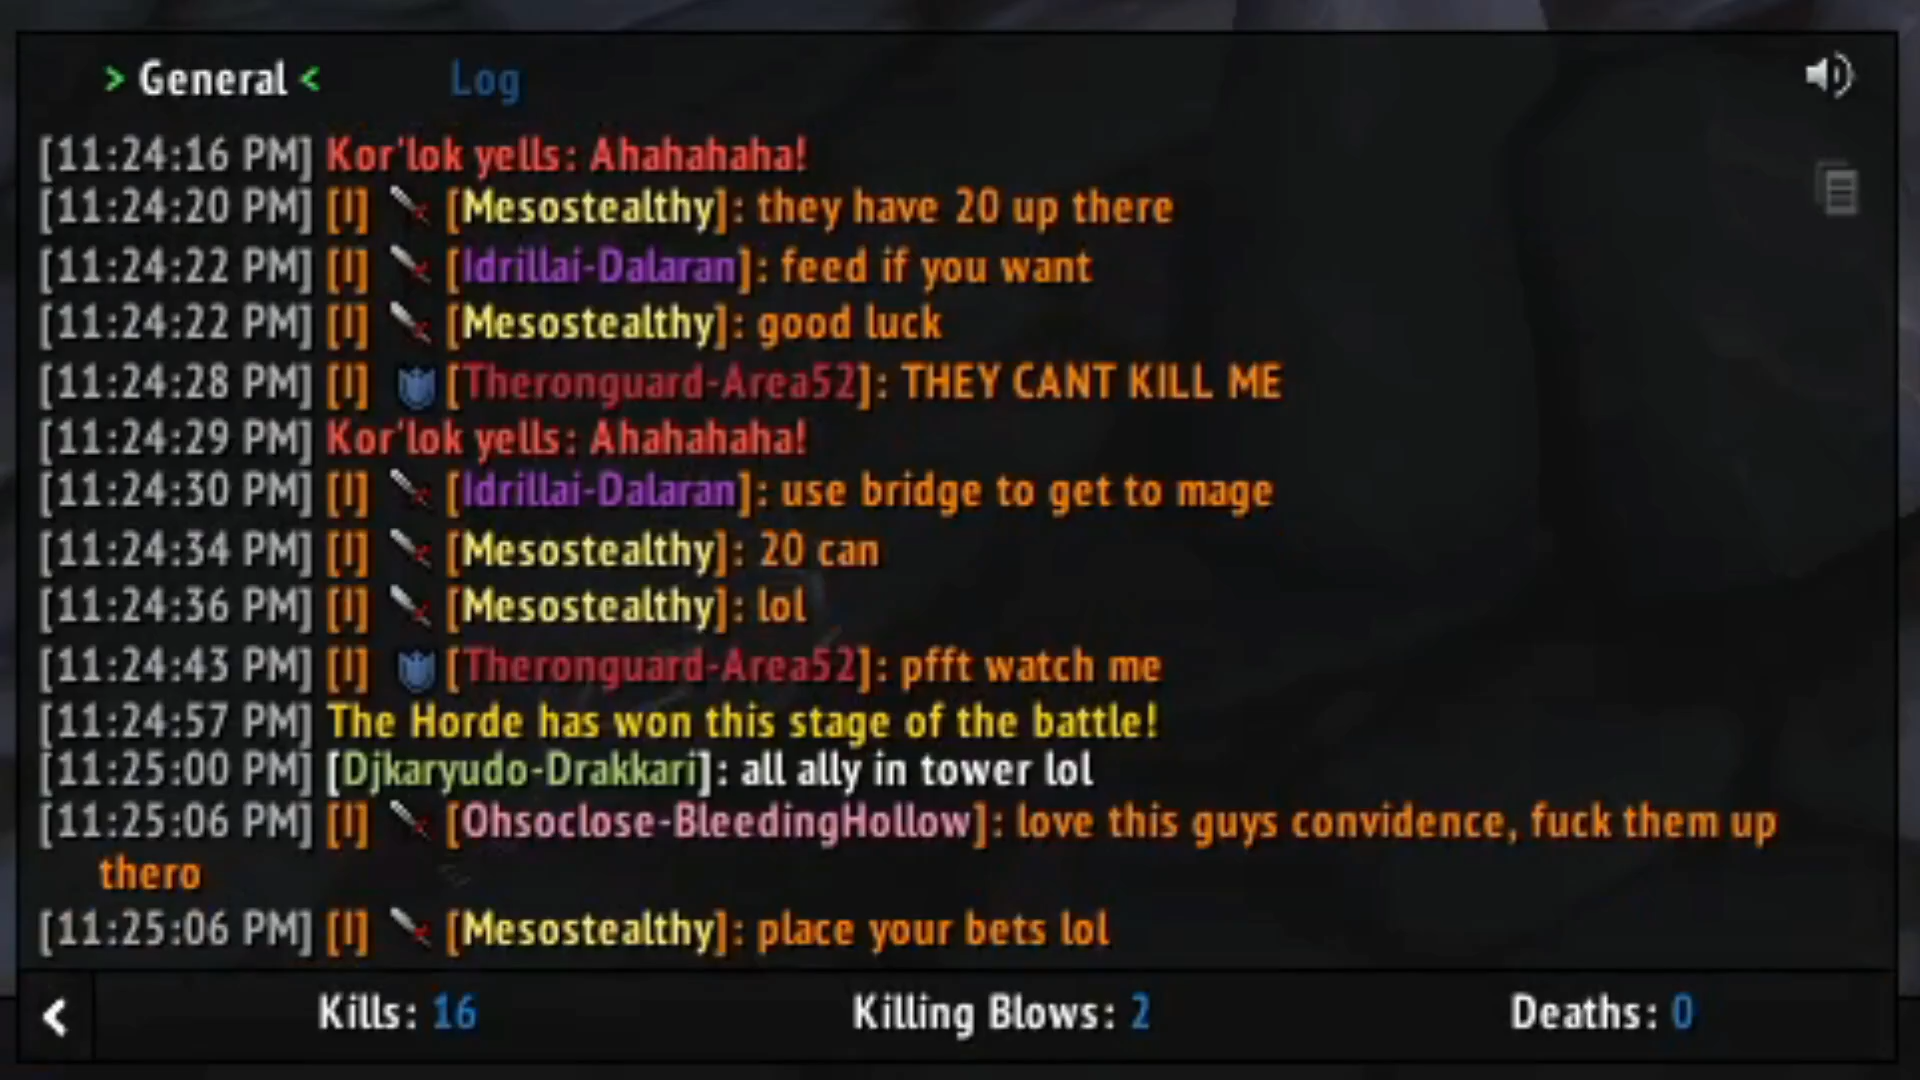 > General < Log
[11:24:16 PM] Kor'lok yells: Ahahahaha!
[11:24:20 PM] [I] [Mesostealthy]: they have 20 up there
[11:24:22 PM] [I] [Idrillai-Dalaran]: feed if you want
[11:24:22 PM] [I] [Mesostealthy]: good luck
[11:24:28 PM] [I] [Theronguard-Area52]: THEY CANT KILL ME
[11:24:29 PM] Kor'lok yells: Ahahahaha!
[11:24:30 PM] [I] [Idrillai-Dalaran]: use bridge to get to mage
[11:24:34 PM] [I] [Mesostealthy]: 20 can
[11:24:36 PM] [I] [Mesostealthy]: lol
[11:24:43 PM] [I] [Theronguard-Area52]: pfft watch me
[11:24:57 PM] The Horde has won this stage of the battle!
[11:25:00 PM] [Djkaryudo-Drakkari]: all ally in tower lol
[11:25:06 PM] [I] [Ohsoclose-BleedingHollow]: love this guys convidence, fuck them up
thero
[11:25:06 PM] [I] [Mesostealthy]: place your bets lol
Kills: 16 Killing Blows: 2 Deaths: 0